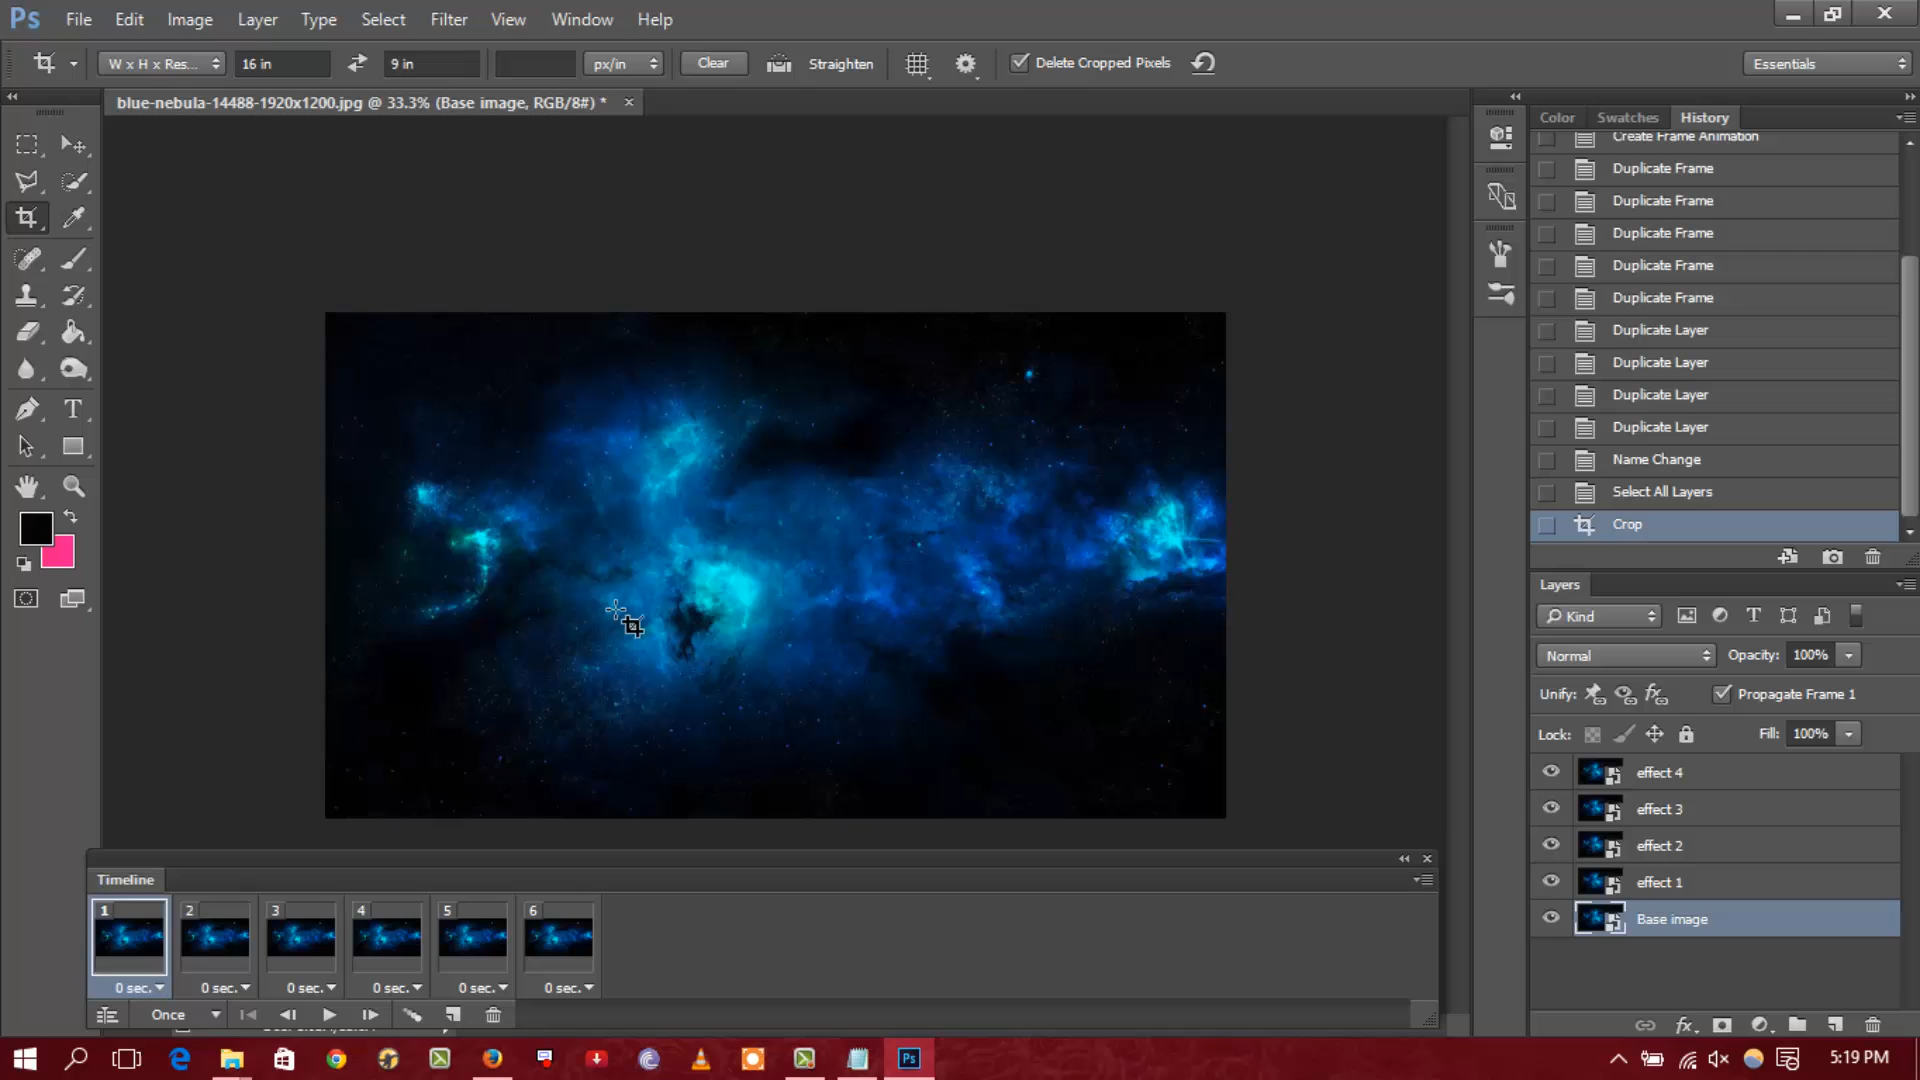 Ps File Edit Image Layer Type Select Filter View Window Help
W x H x Res... 16 in 9 in px/in Clear Straighten Delete Cropped Pixels Essentials
blue-nebula-14488-1920x1200.jpg @ 33.3% (Base image, RGB/8#) *
Color Swatches History
Create Frame Animation
Duplicate Frame
Duplicate Frame
Duplicate Frame
Duplicate Frame
Duplicate Frame
Duplicate Layer
Duplicate Layer
Duplicate Layer
Duplicate Layer
Name Change
Select All Layers
Crop
Layers
Kind
Normal Opacity: 100%
Unify: Propagate Frame 1
Lock: Fill: 100%
effect 4
effect 3
effect 2
effect 1
Base image
Timeline
1 2 3 4 5 6
0 sec. 0 sec. 0 sec. 0 sec. 0 sec. 0 sec.
Once
5:19 PM